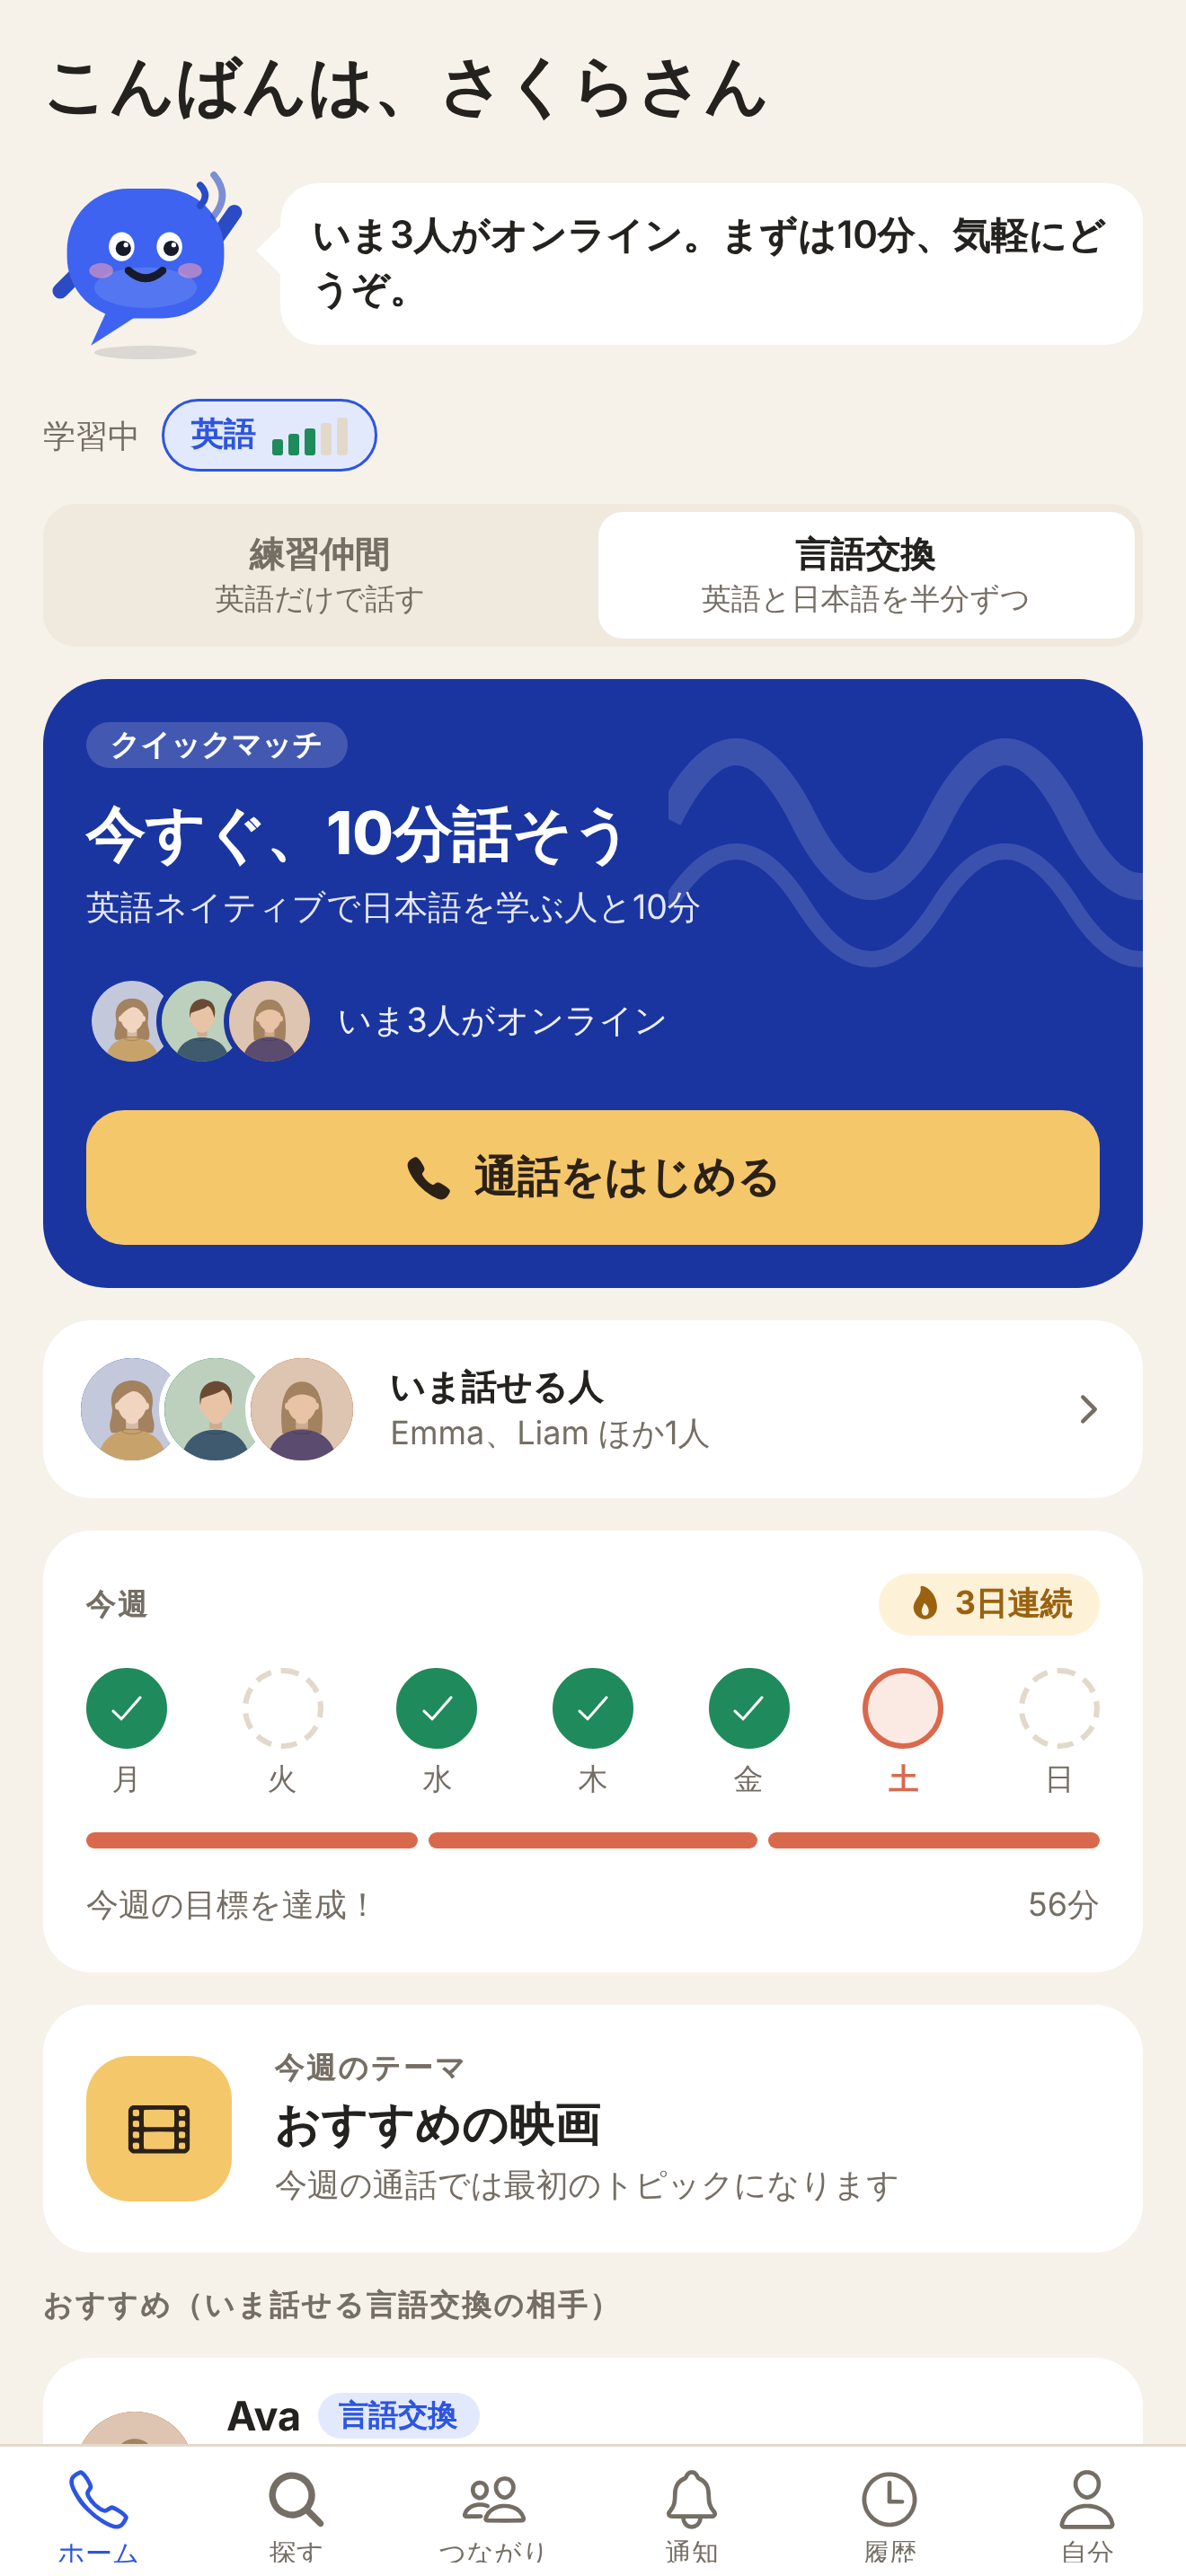 こんばんは、さくらさん
いま3人がオンライン。まずは10分、気軽にど
うぞ。
学習中
英語
練習仲間
英語だけで話す
言語交換
英語と日本語を半分ずつ
クイックマッチ
今すぐ、10分話そう
英語ネイティブで日本語を学ぶ人と10分
いま3人がオンライン
通話をはじめる
いま話せる人
Emma、Liam ほか1人
今週
3日連続
月 火 水 木 金 土 日
今週の目標を達成！
56分
今週のテーマ
おすすめの映画
今週の通話では最初のトピックになります
おすすめ（いま話せる言語交換の相手）
Ava 言語交換
ホーム 探す つながり 通知 履歴 自分